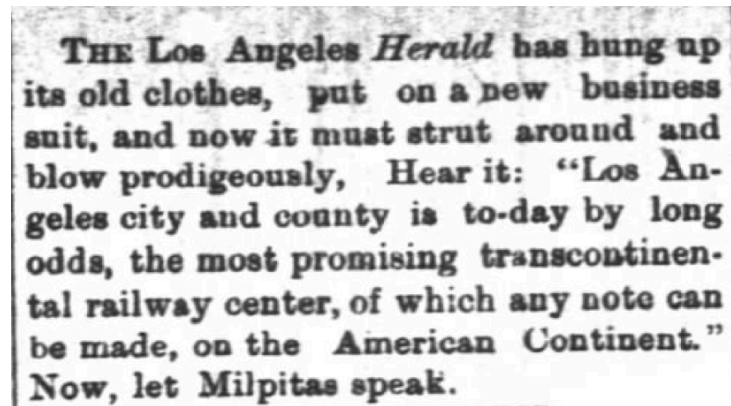 THE Los Angeles Herald has hung up
its old clothes, put on a new business
suit, and now it must strut around and
blow prodigeously, Hear it: "Los An-
geles city and county is to-day by long
odds, the most promising transcontinen-
tal railway center, of which any note can
be made, on the American Continent."
Now, let Milpitas speak.